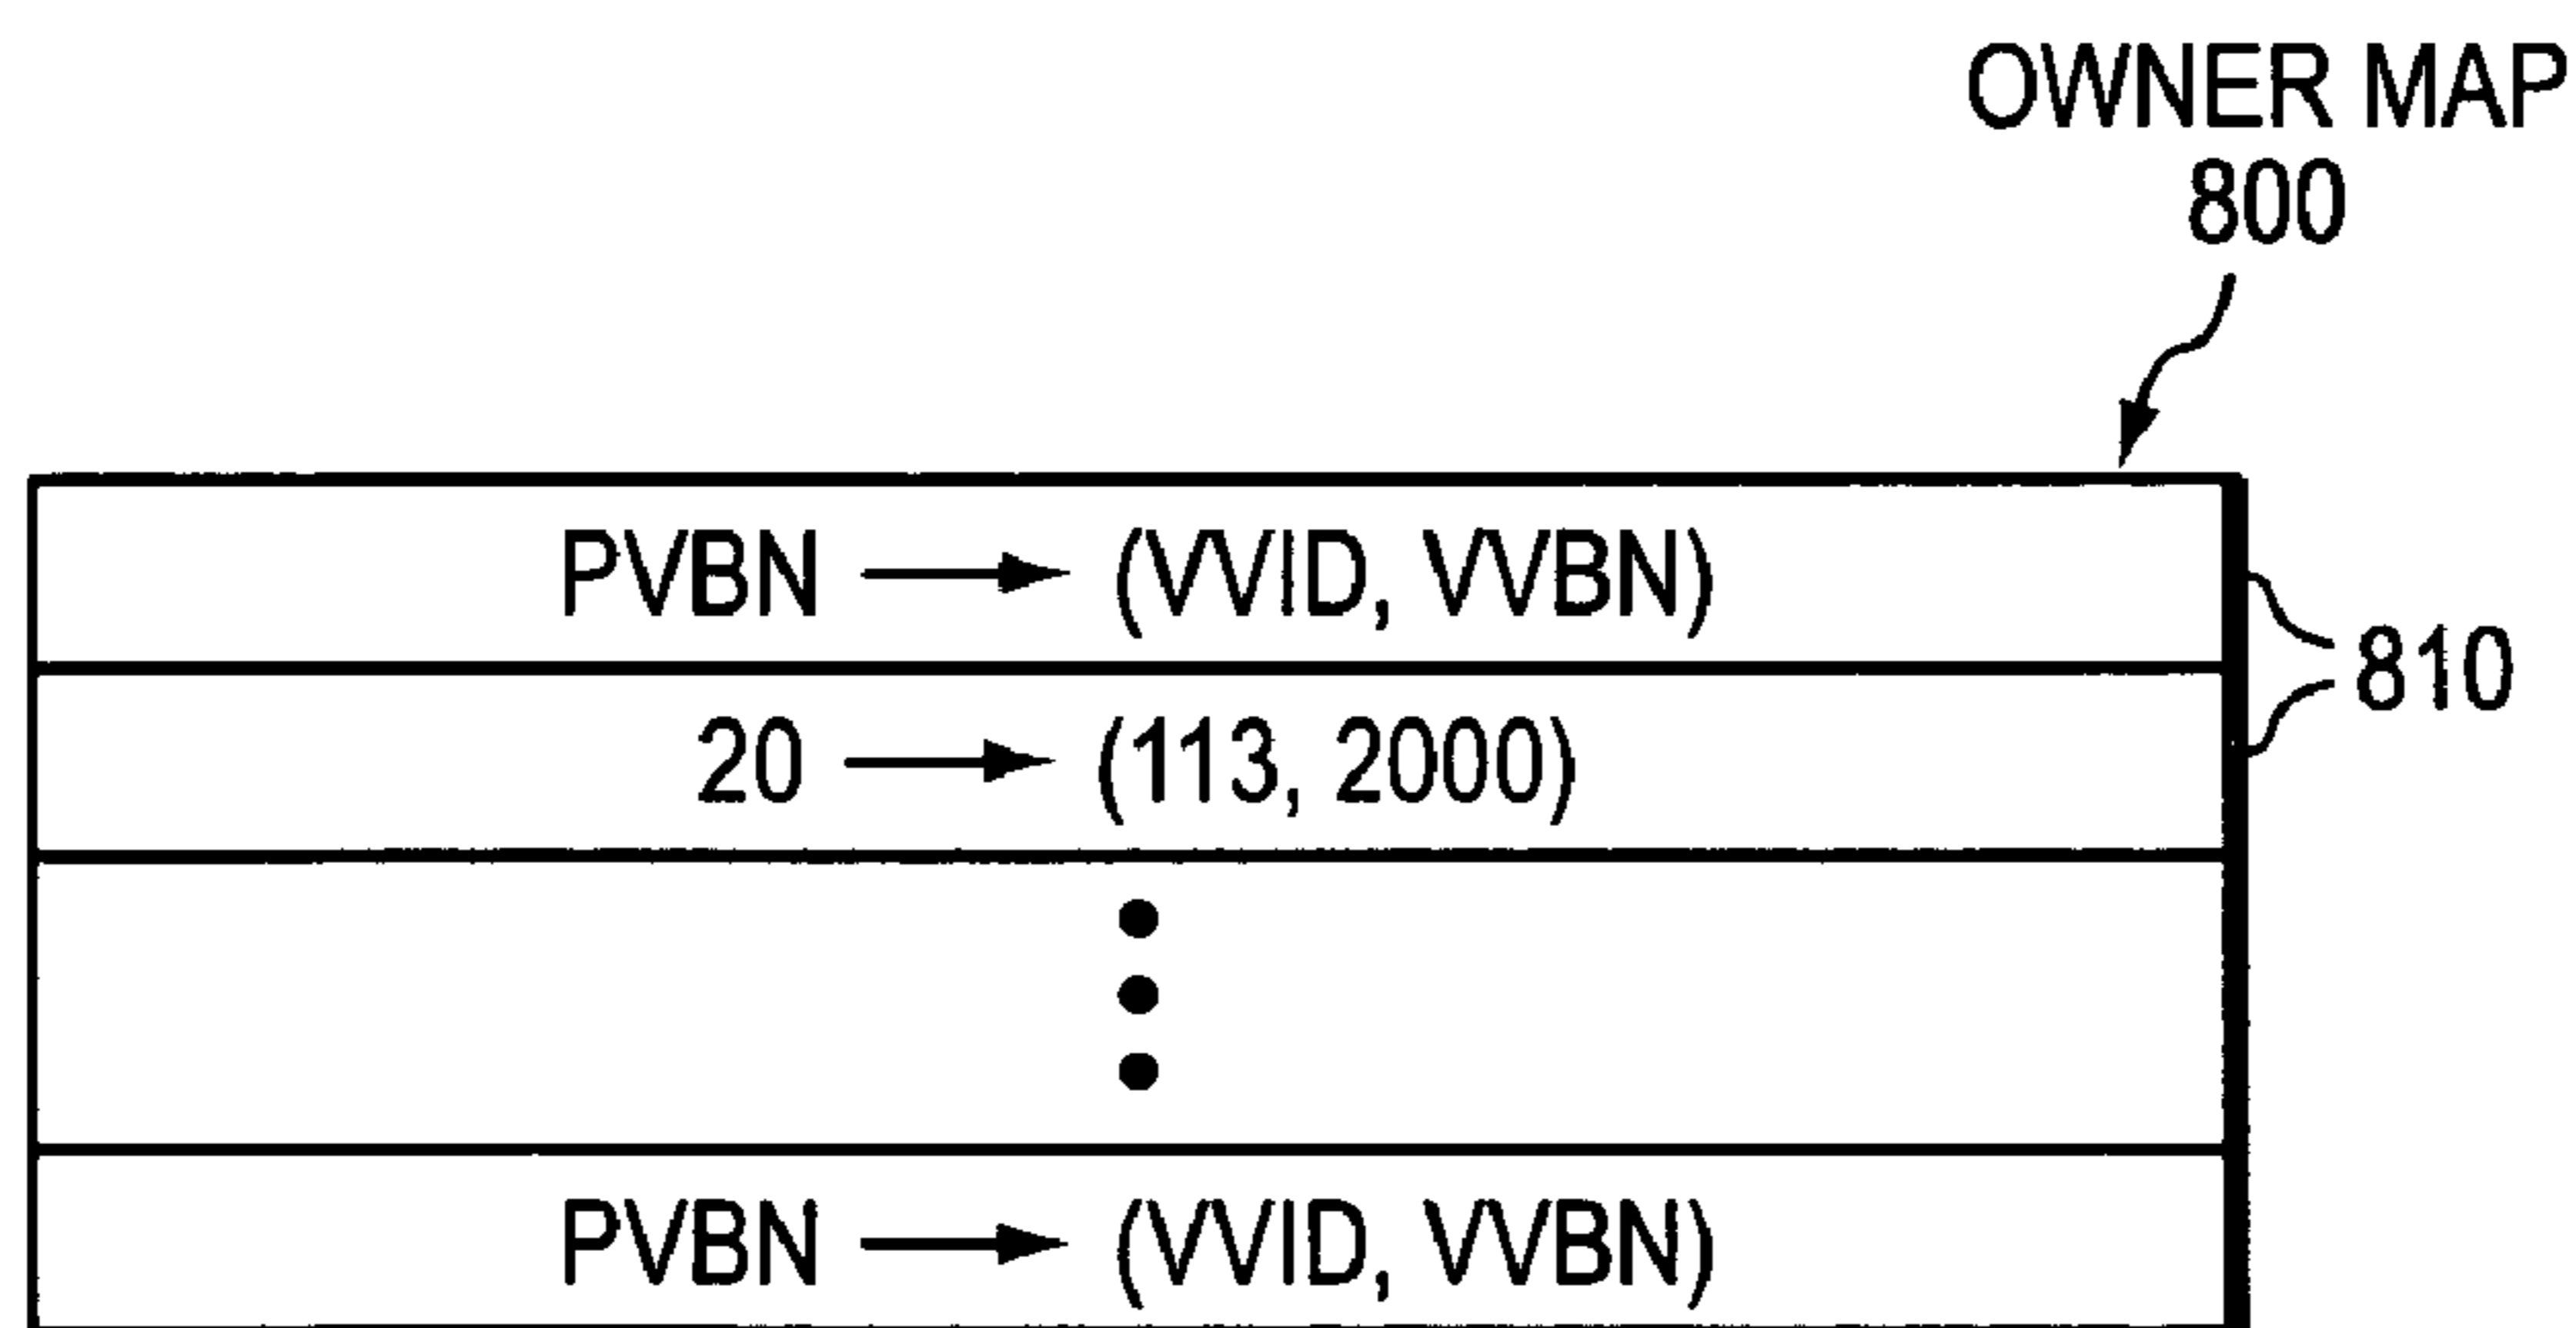 OWNER MAP
800
PVBN → (VVID, VVBN)
810
20 → (113, 2000)
PVBN → (VVID, VVBN)